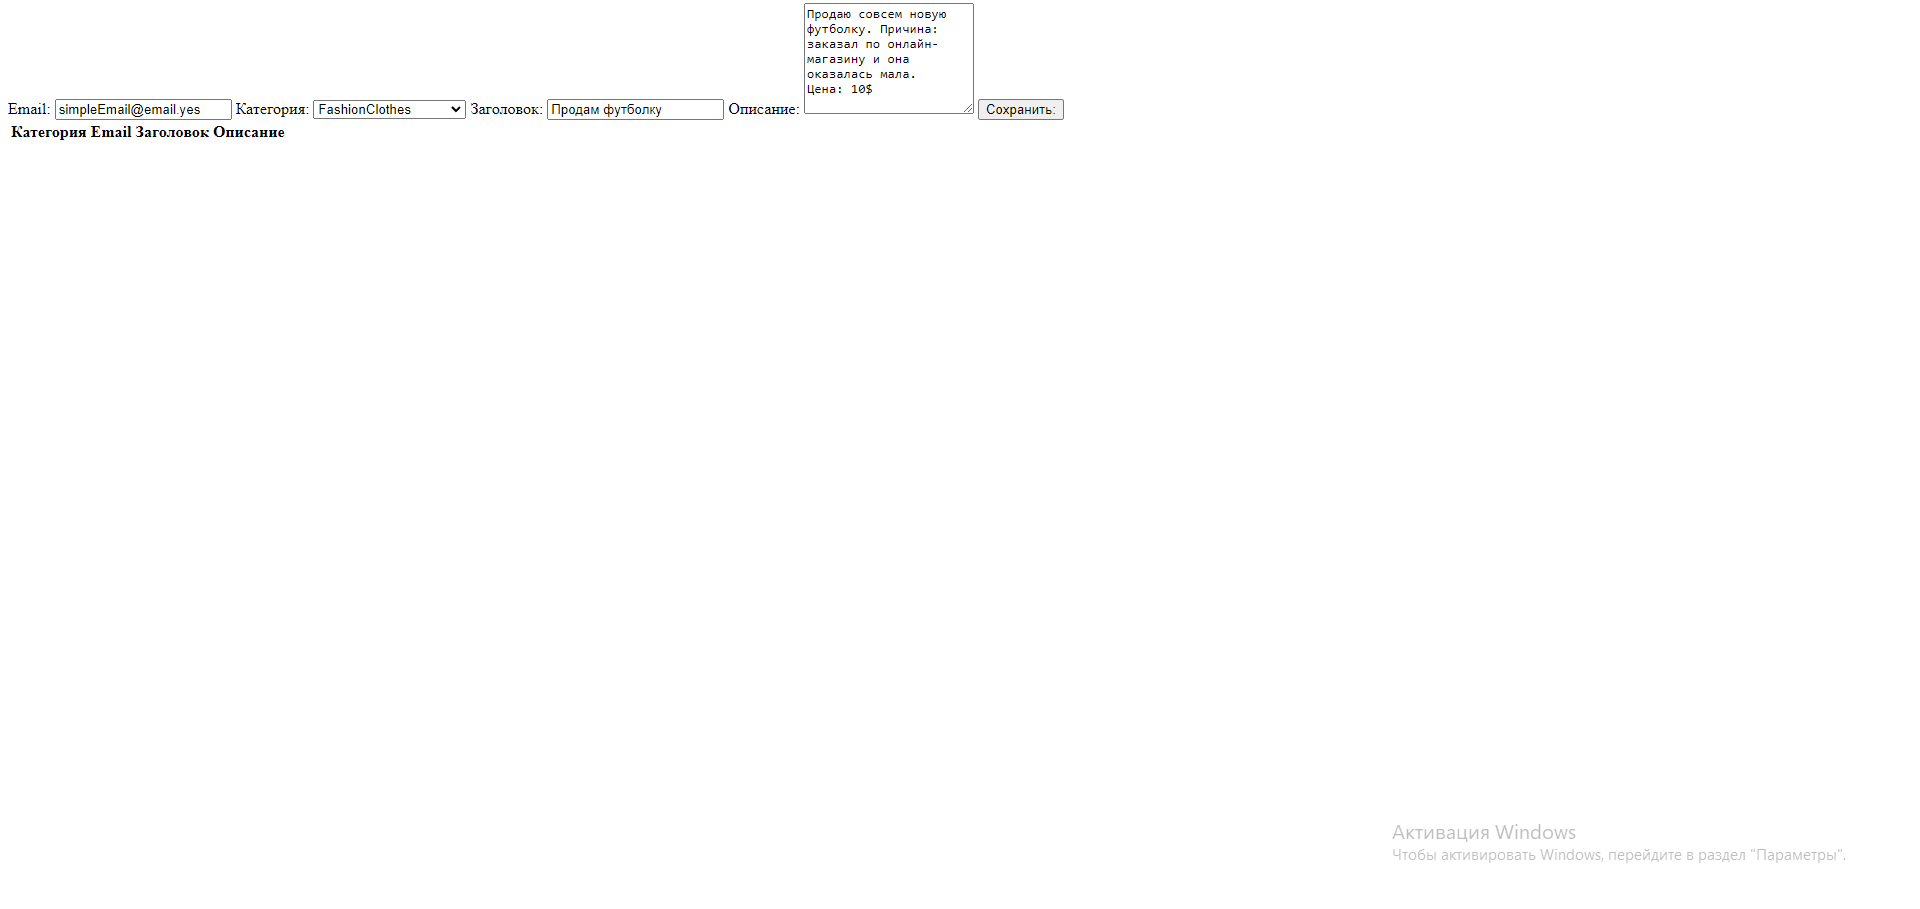 Продаю совсем новую
футболку. Причина:
заказал по онлайн-
магазину и она
оказалась мала.
Цена: 10$
Email: simpleEmail@email.yes Категория: FashionClothes Заголовок: Продам футболку Описание: Сохранить:
Категория Email Заголовок Описание
Активация Windows
Чтобы активировать Windows, перейдите в раздел "Параметры".